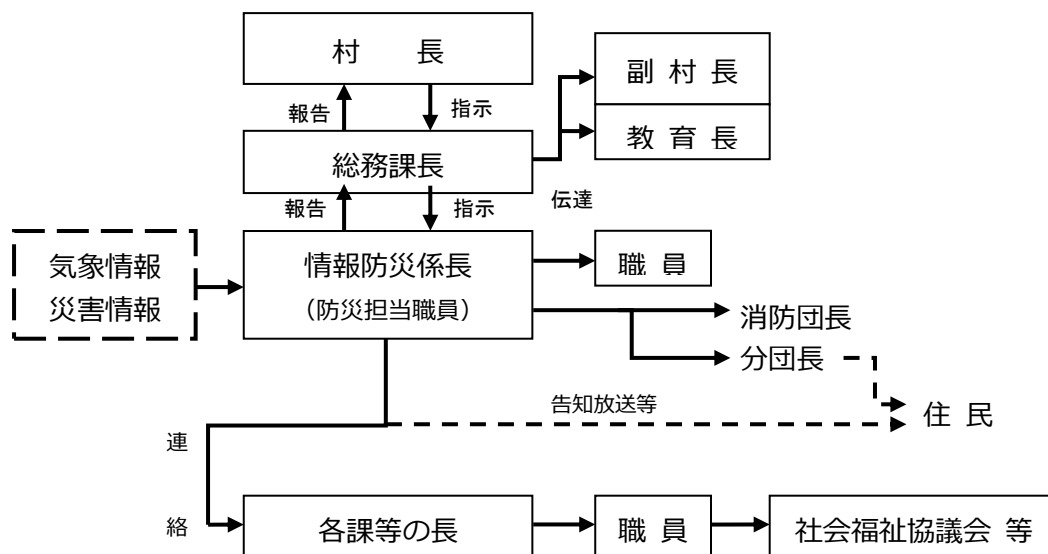 村 長
副 村 長
報告
指示
教 育 長
総務課長
伝達
報告
指示
気象情報
災害情報
情報防災係長
（防災担当職員）
職 員
消防団長
分団長
告知放送等
住 民
連
絡
各課等の長
職 員
社会福祉協議会 等